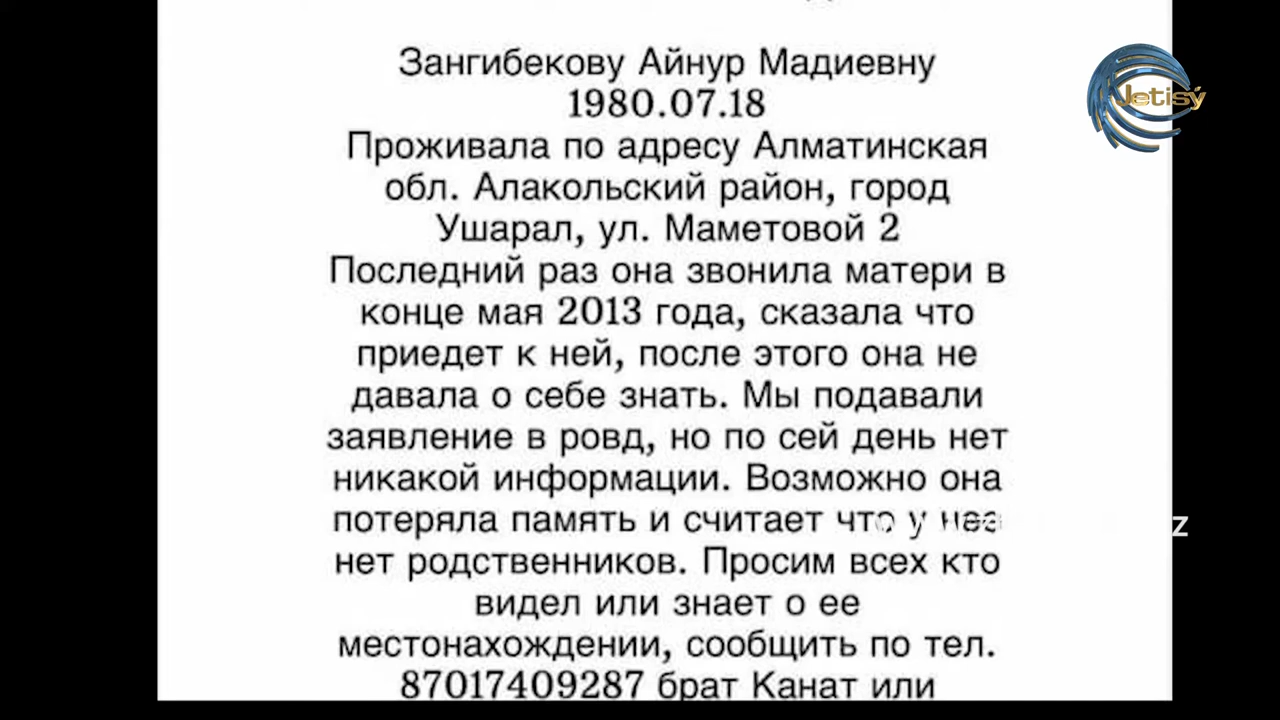 Зангибекову Айнур Мадиевну
1980.07.18
Проживала по адресу Алматинская
обл. Алакольский район, город
Ушарал, ул. Маметовой 2
Последний раз она звонила матери в
конце мая 2013 года, сказала что
приедет к ней, после этого она не
давала о себе знать. Мы подавали
заявление в ровд, но по сей день нет
никакой информации. Возможно она
потеряла память и считает что у нее
нет родственников. Просим всех кто
видел или знает о ее
местонахождении, сообщить по тел.
87017409287 брат Канат или
Jetisý